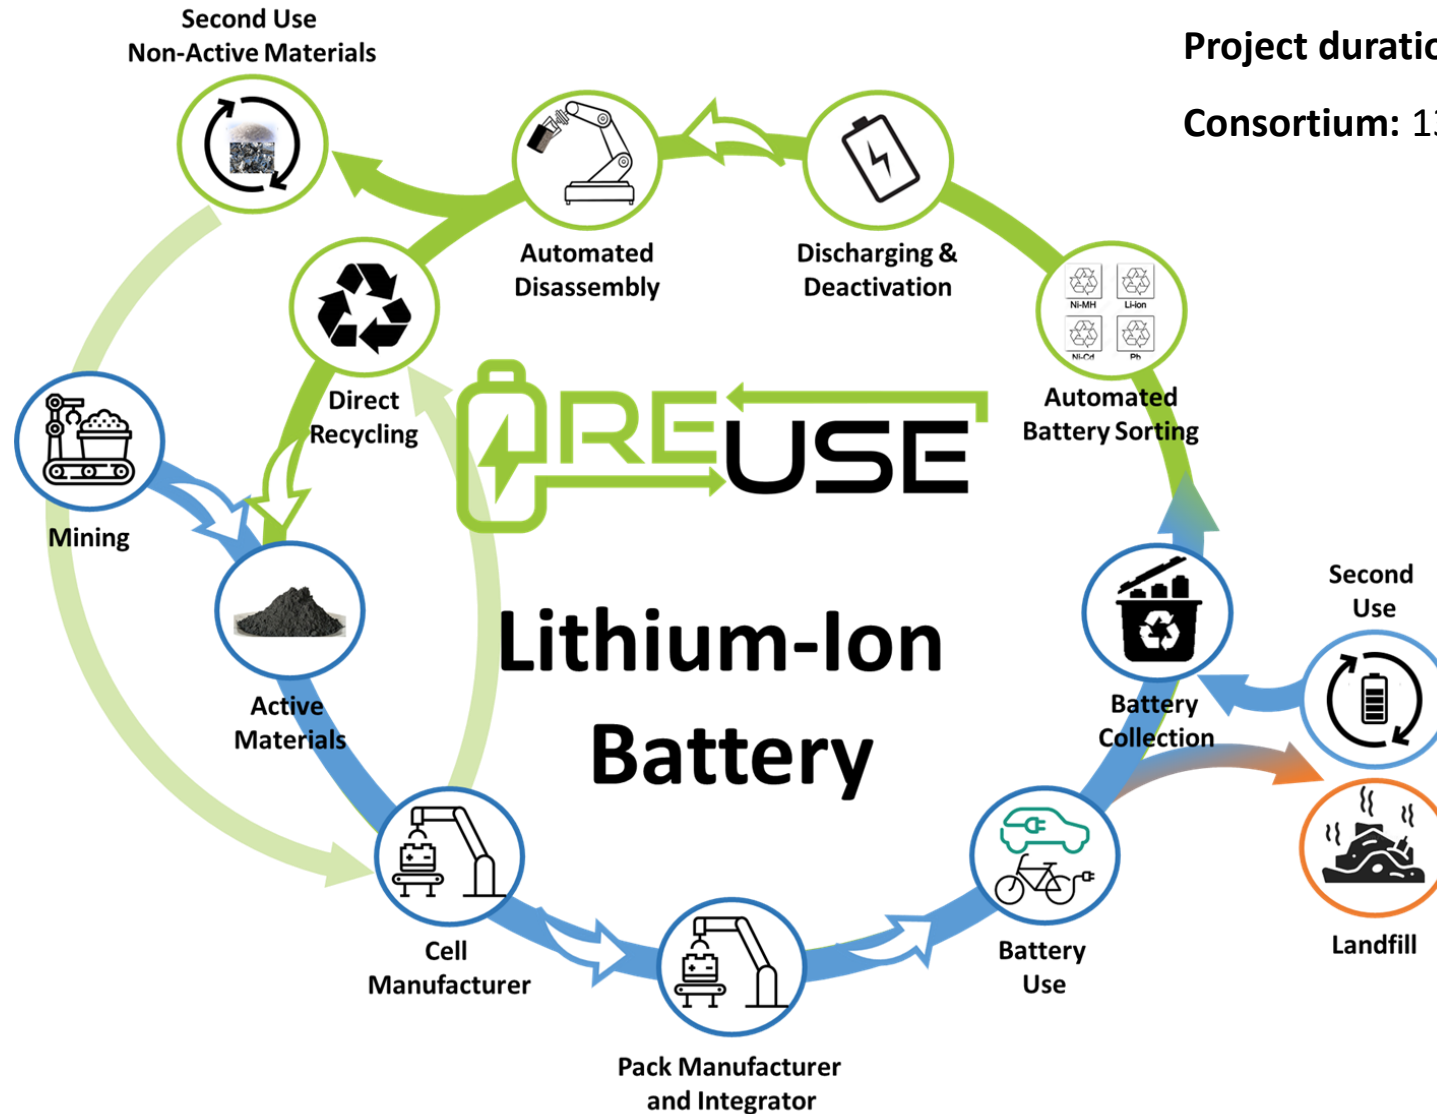 Second Use
Non-Active Materials
Project
Consortium:
Automated
Disassembly
Discharging &
Deactivation
Ni-MH
Li-Ion
Ni-Cd
Pb
Automated
Battery Sorting
Direct
Recycling
REUSE
Mining
Lithium-Ion
Battery
Active
Materials
Second
Use
Battery
Collection
Landfill
Cell
Manufacturer
Battery
Use
Pack Manufacturer
and Integrator